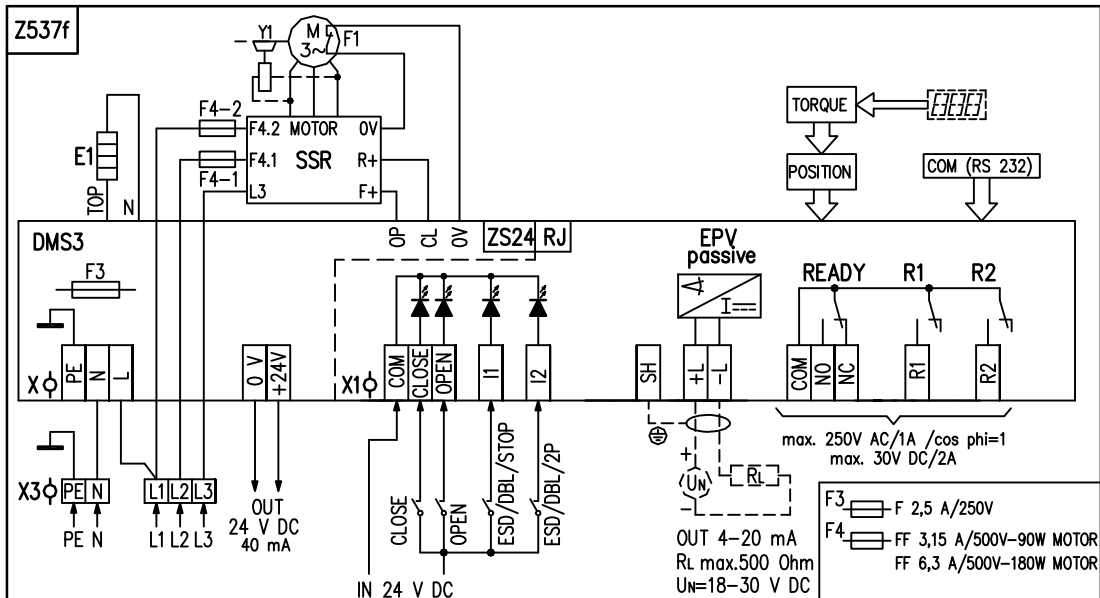 Z537f
Y1
M
3~
F1
F4-2
F4.2 MOTOR 0V
E1
SSR
F4.1
R+
F4-1
L3
F+
TOP
N
TORQUE
POSITION
COM (RS 232)
DMS3
OP
CL
0V
ZS24 RJ
F3
EPV
passive
I
READY R1 R2
X
PE
N
L
0 V
+24V
X1
COM
CLOSE
OPEN
I1
I2
SH
+L
-L
COM
NO
NC
R1
R2
max. 250V AC/1A /cos phi=1
max. 30V DC/2A
X3
PE N
L1 L2 L3
PE N
L1 L2 L3
OUT
24 V DC
40 mA
CLOSE
OPEN
ESD/DBL/STOP
ESD/DBL/2P
IN 24 V DC
+
UN
-
RL
OUT 4-20 mA
RL max.500 Ohm
UN=18-30 V DC
F3 F 2,5 A/250V
F4 FF 3,15 A/500V-90W MOTOR
FF 6,3 A/500V-180W MOTOR